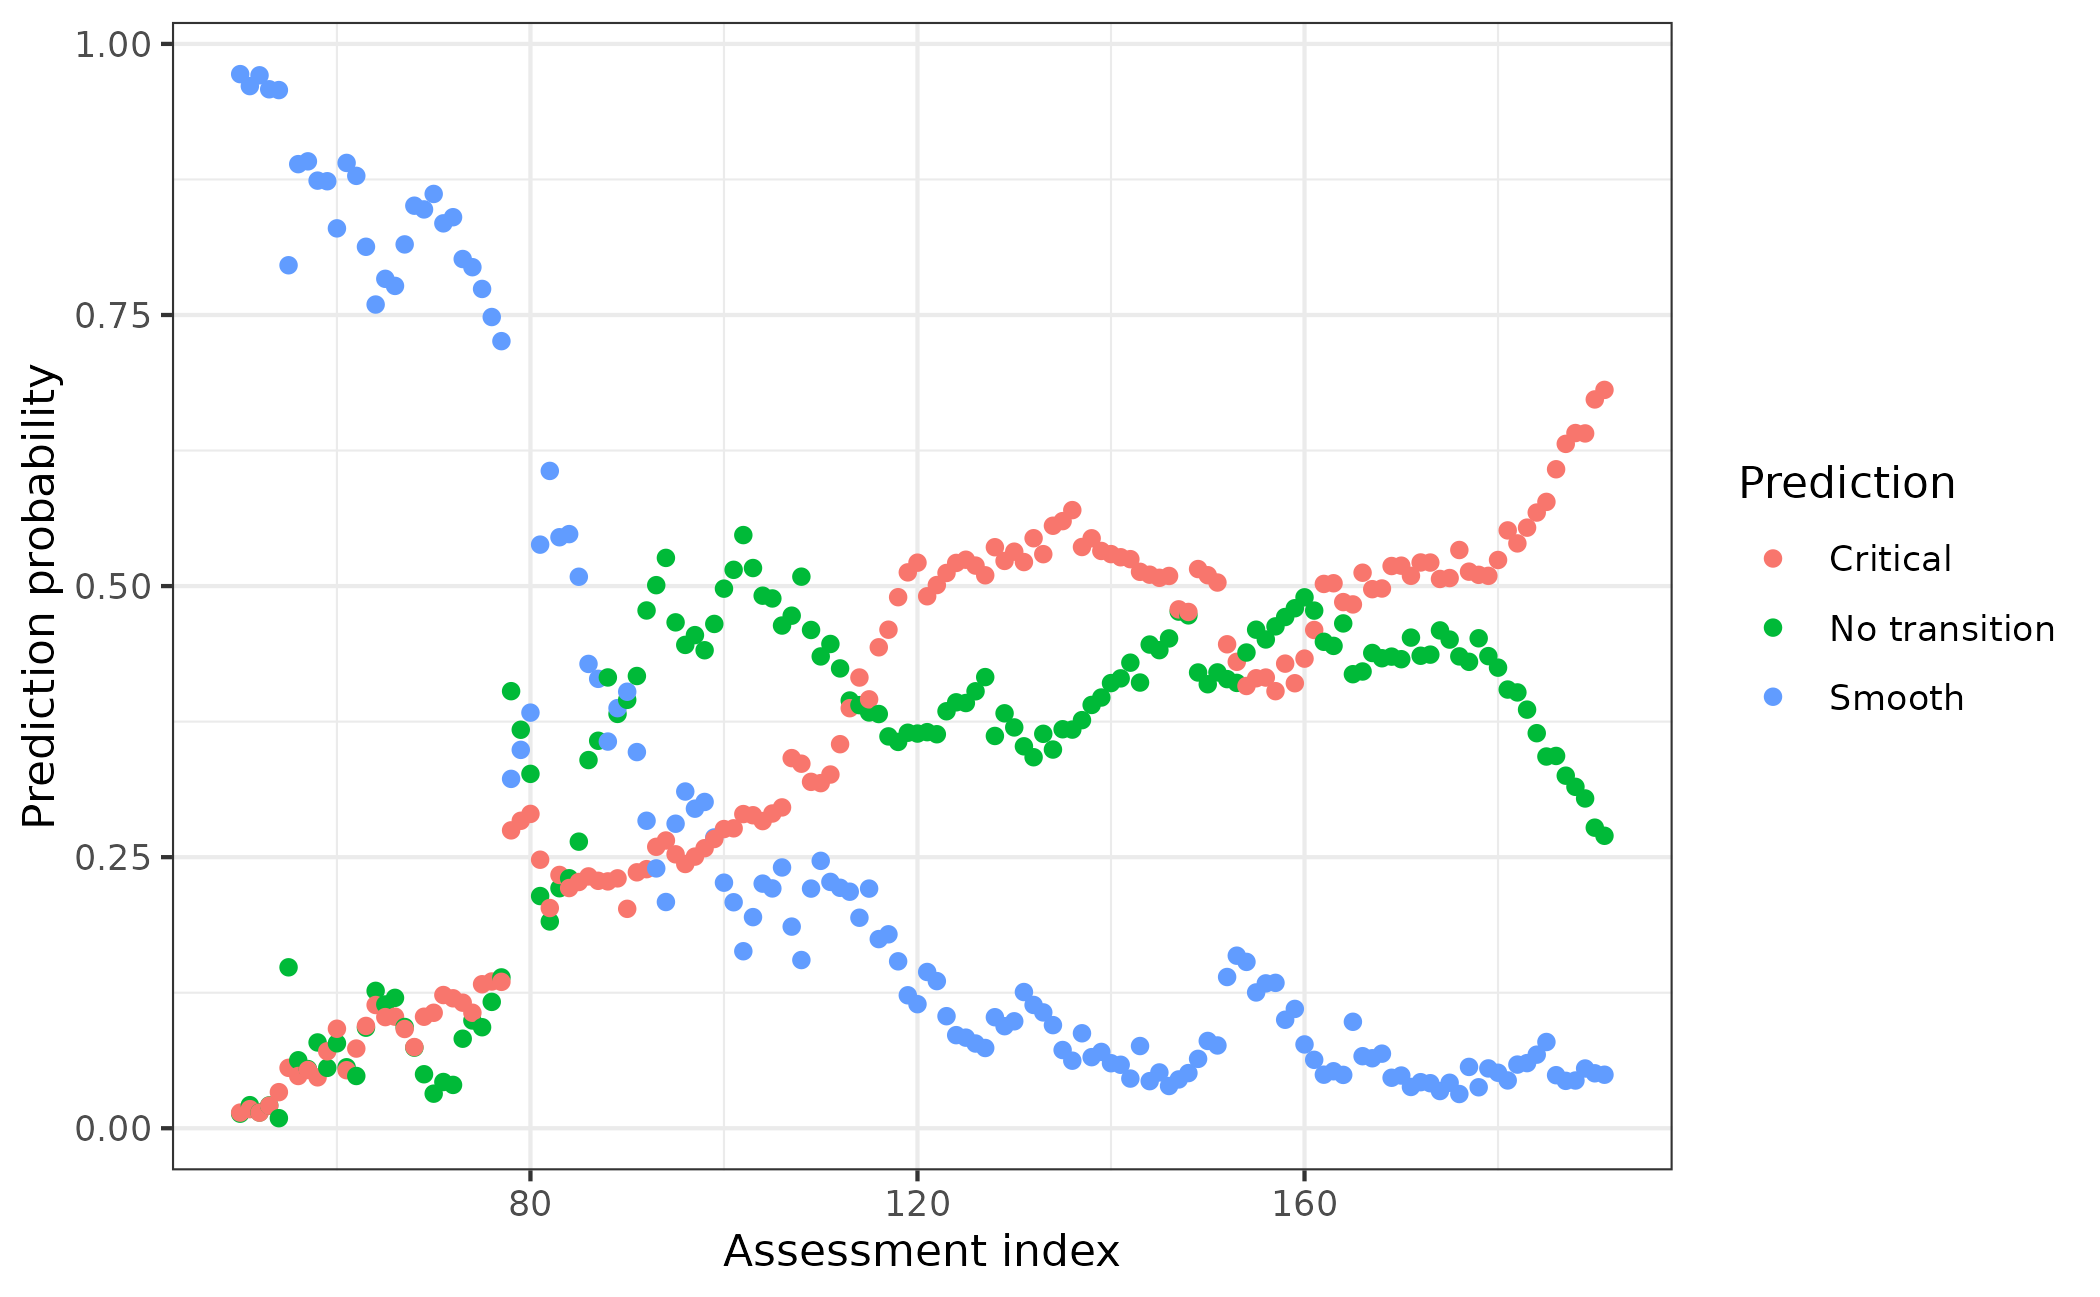 1.00
0.75
0.50
0.25
0.00
Prediction probability
80 120 160
Assessment index
Prediction
Critical
No transition
Smooth